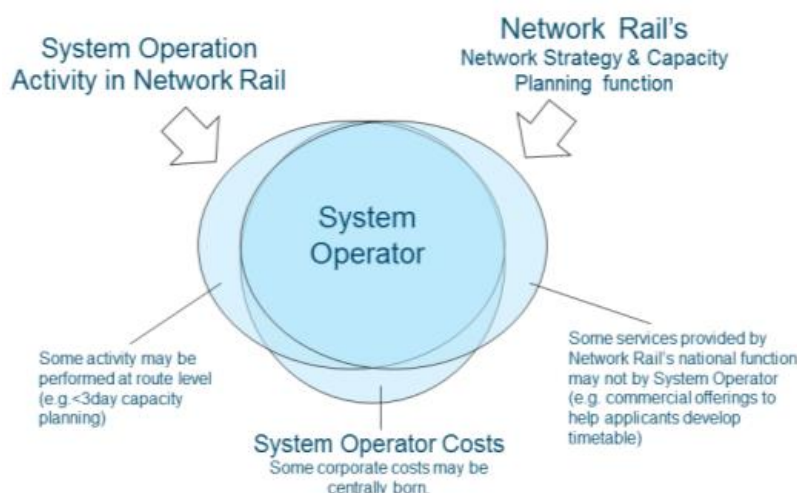 System Operation
Activity in Network Rail
Network Rail's
Network Strategy & Capacity
Planning function
System
Operator
Some activity may be
performed at route level
(e.g <3day capacity
planning)
Some services provided by
Network Rail's national function
may not by System Operator
(e.g. commercial offerings to
help applicants develop
timetable)
System Operator Costs
Some corporate costs may be
centrally born.